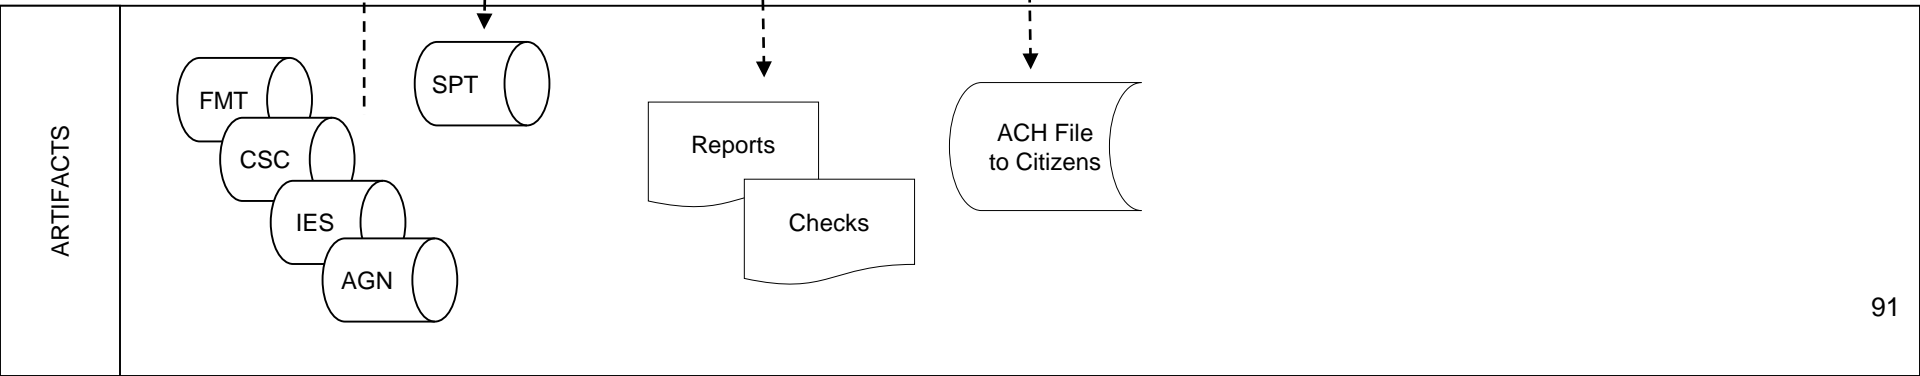 ARTIFACTS
FMT
CSC
IES
AGN
SPT
Reports
Checks
ACH File
to Citizens
91